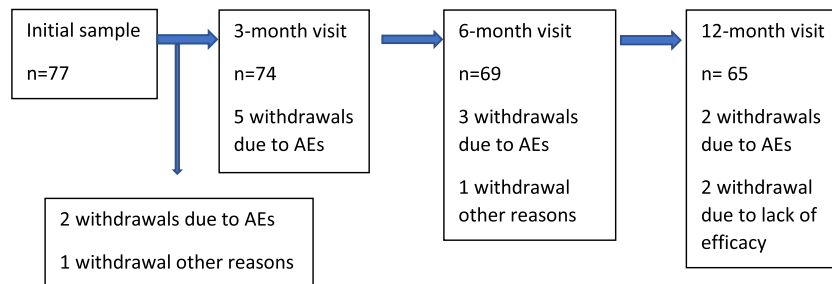 Initial sample
n=77
2 withdrawals due to AEs
1 withdrawal other reasons
3-month visit
n=74
5 withdrawals
due to AEs
6-month visit
n=69
3 withdrawals
due to AEs
1 withdrawal
other reasons
12-month visit
n= 65
2 withdrawals
due to AEs
2 withdrawal
due to lack of
efficacy